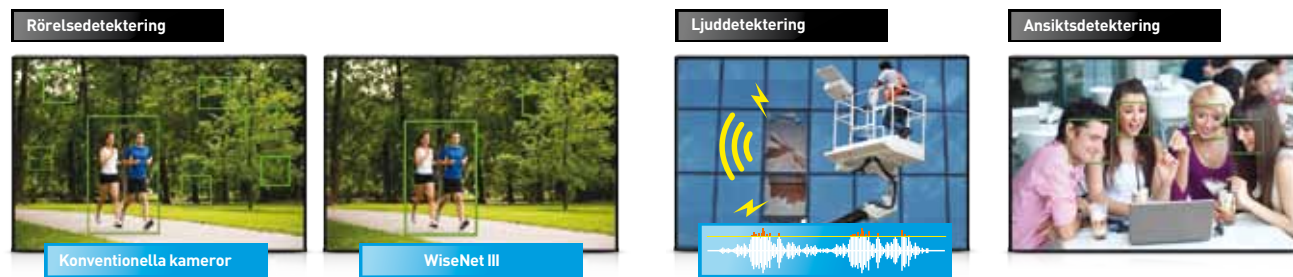 Rörelsedetektering
Ljuddetektering
Ansiktsdetektering
Konventionella kameror
WiseNet III